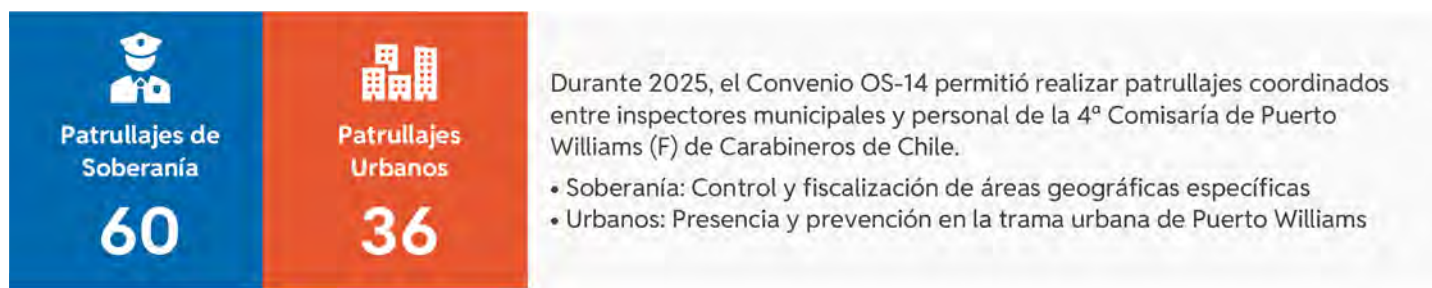 Patrullajes de
Soberanía
60
Patrullajes
Urbanos
36
Durante 2025, el Convenio OS-14 permitió realizar patrullajes coordinados
entre inspectores municipales y personal de la 4ª Comisaría de Puerto
Williams (F) de Carabineros de Chile.
• Soberanía: Control y fiscalización de áreas geográficas específicas
• Urbanos: Presencia y prevención en la trama urbana de Puerto Williams